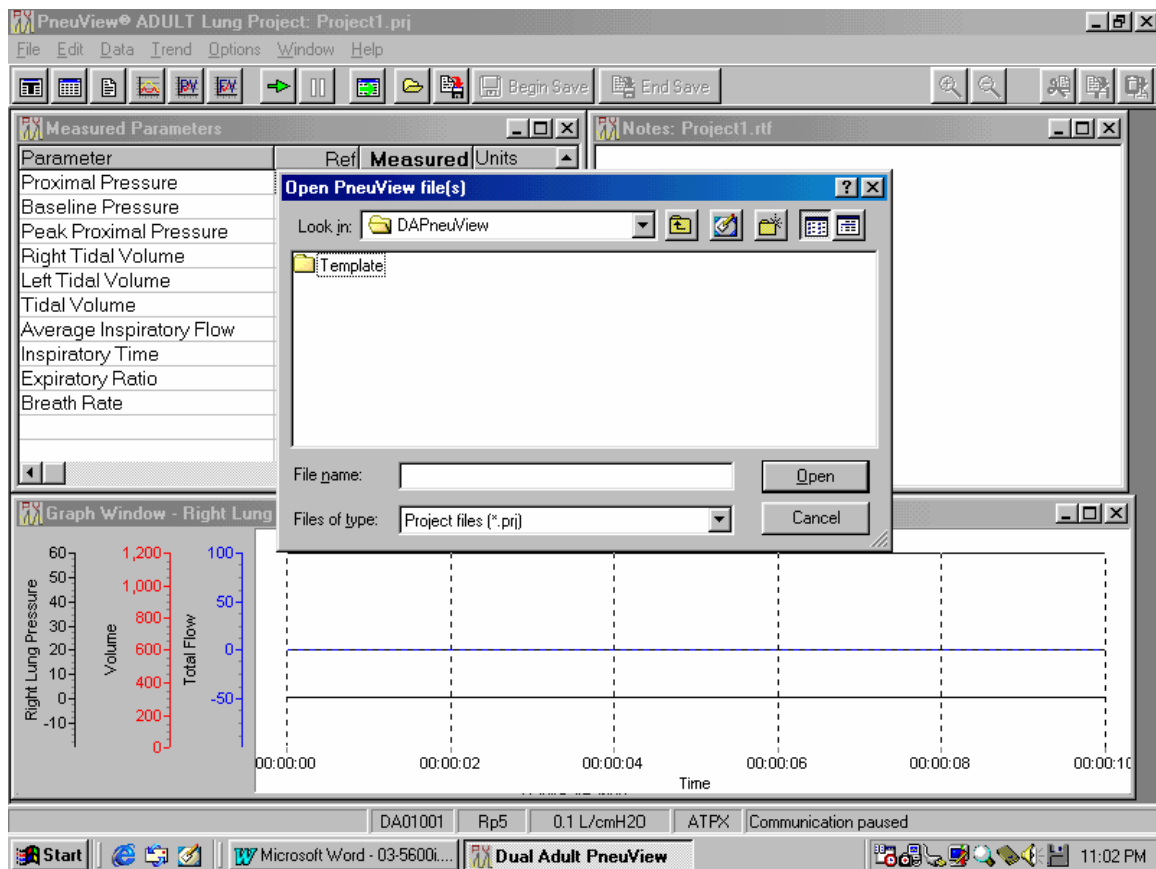 PneuView® ADULT Lung Project: Project1.prj
File Edit Data Trend Options Window Help
Begin Save End Save
Measured Parameters
Parameter Ref Measured Units
Proximal Pressure
Baseline Pressure
Peak Proximal Pressure
Right Tidal Volume
Left Tidal Volume
Tidal Volume
Average Inspiratory Flow
Inspiratory Time
Expiratory Ratio
Breath Rate
Notes: Project1.rtf
Open PneuView file(s)
Look in: DAPneuView
Template
File name:
Open
Files of type: Project files (*.prj)
Cancel
Graph Window - Right Lung
Right Lung Pressure
60
50
40
30
20
10
0
-10
Volume
1,200
1,000
800
600
400
200
0
Total Flow
100
50
0
-50
00:00:00 00:00:02 00:00:04 00:00:06 00:00:08 00:00:10
Time
DA01001 Rp5 0.1 L/cmH2O ATPX Communication paused
Start Microsoft Word - 03-5600i.... Dual Adult PneuView 11:02 PM